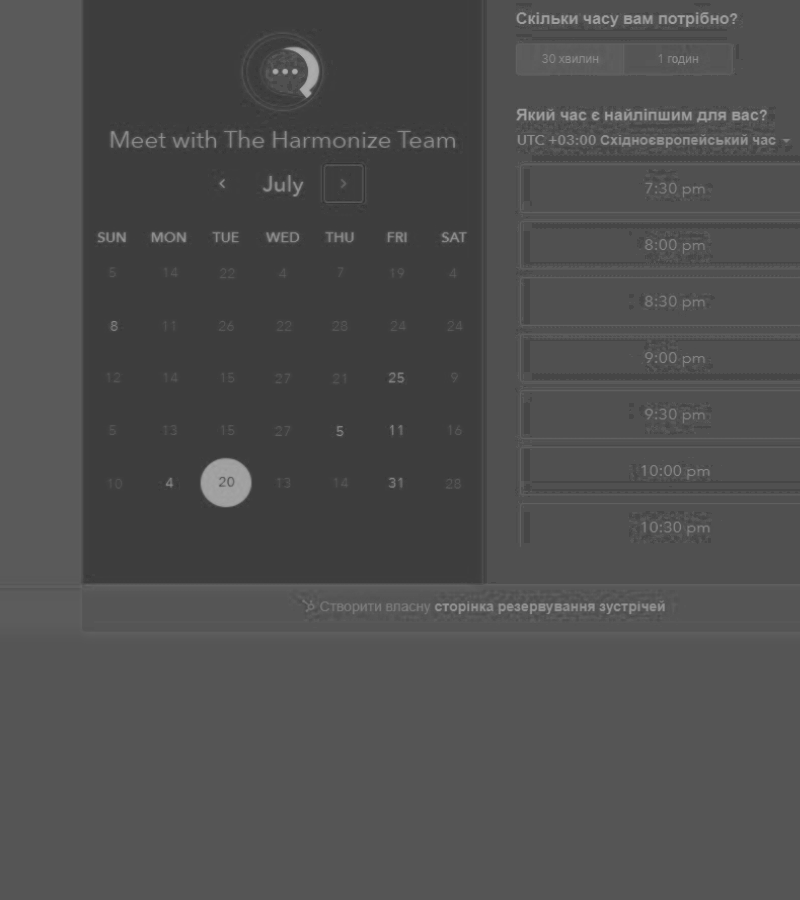 Meet with The Harmonize Team
July
SUN MON TUE WED THU FRI SAT
5 14 22 4 7 19 4
8 11 26 22 28 24 24
12 14 15 27 21 25 9
5 13 15 27 5 11 16
10 4 20 13 14 31 28
Скільки часу вам потрібно?
30 хвилин 1 годин
Який час є найліпшим для вас?
UTC +03:00 Східноєвропейський час
7:30 pm
8:00 pm
8:30 pm
9:00 pm
9:30 pm
10:00 pm
10:30 pm
Створити власну сторінка резервування зустрічей